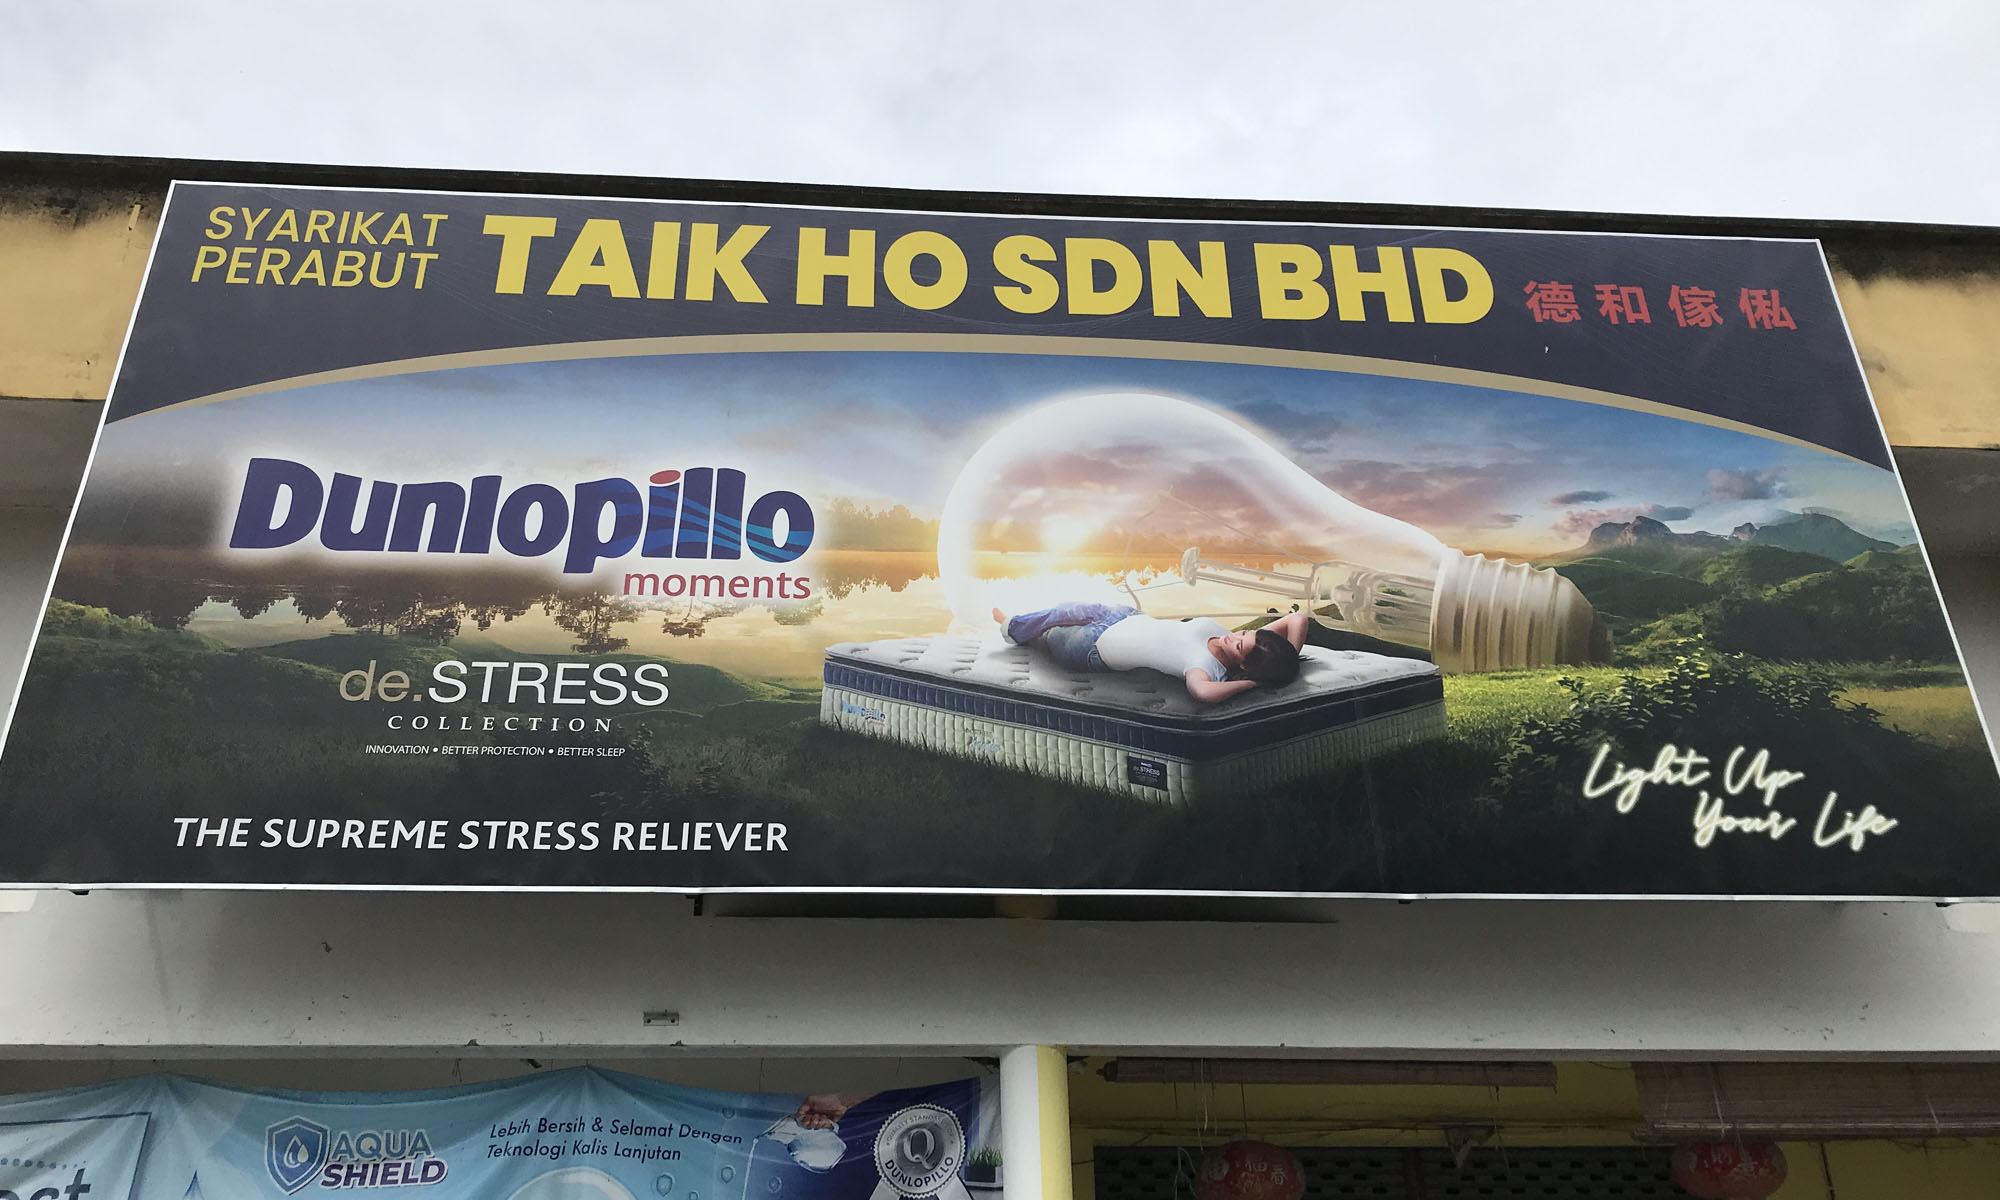 SYARIKAT
PERABUT
TAIK HO SDN BHD
德和傢俬
Dunlopillo
moments
de.STRESS
COLLECTION
INNOVATION • BETTER PROTECTION • BETTER SLEEP
THE SUPREME STRESS RELIEVER
de.STRESS
Light Up
Your Life
AQUA
SHIELD
Lebih Bersih & Selamat Dengan
Teknologi Kalis Lanjutan
Q
DUNLOPILLO